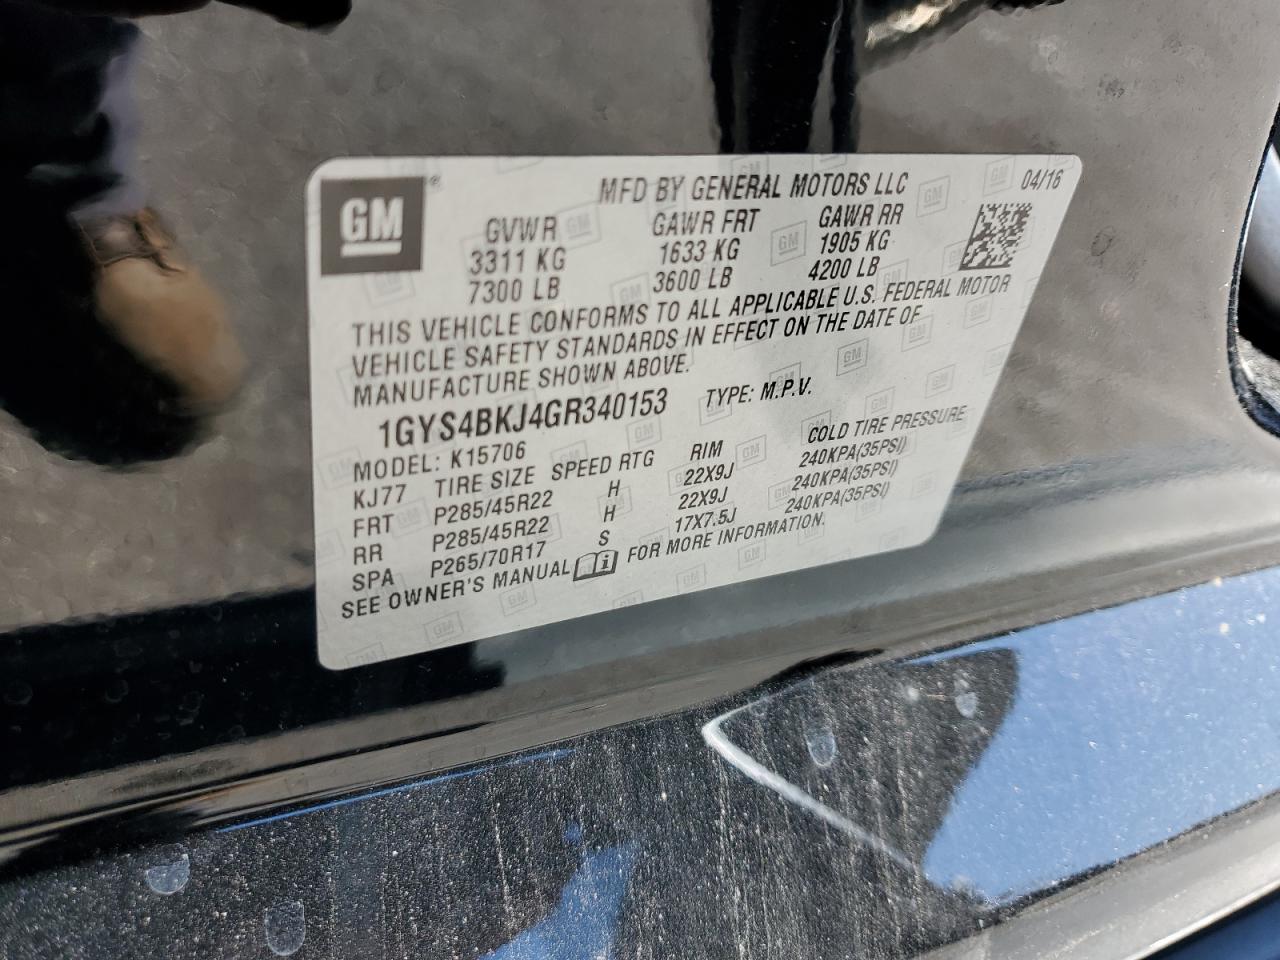 GM ®
MFD BY GENERAL MOTORS LLC 04/16
GVWR GAWR FRT GAWR RR
3311 KG 1633 KG 1905 KG
7300 LB 3600 LB 4200 LB
THIS VEHICLE CONFORMS TO ALL APPLICABLE U.S. FEDERAL MOTOR
VEHICLE SAFETY STANDARDS IN EFFECT ON THE DATE OF
MANUFACTURE SHOWN ABOVE.
1GYS4BKJ4GR340153 TYPE: M.P.V.
MODEL: K15706
KJ77 TIRE SIZE SPEED RTG RIM COLD TIRE PRESSURE
FRT P285/45R22 H 22X9J 240KPA(35PSI)
RR P285/45R22 H 22X9J 240KPA(35PSI)
SPA P265/70R17 S 17X7.5J 240KPA(35PSI)
SEE OWNER'S MANUAL FOR MORE INFORMATION.